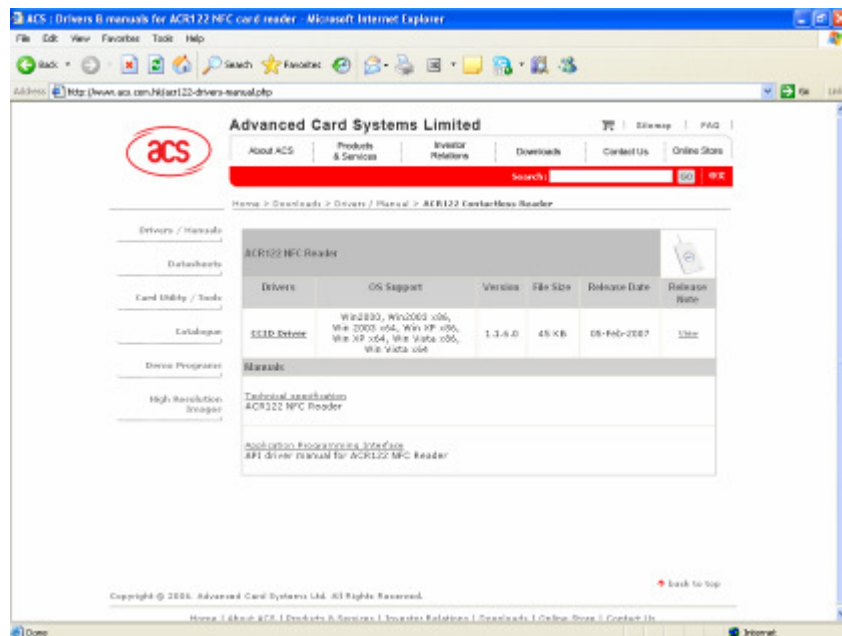 ACS : Drivers & manuals for ACR122 NFC card reader - Microsoft Internet Explorer
File Edit View Favorites Tools Help
Back Search Favorites
Address http://www.acs.com.hk/acr122-drivers-manual.php Go
Advanced Card Systems Limited
Sitemap | FAQ |
acs
About ACS
Products & Services
Investor Relations
Downloads
Contact Us
Online Store
Search: GO 中文
Home > Downloads > Drivers / Manual > ACR122 Contactless Reader
Drivers / Manuals
Datasheets
Card Utility / Tools
Catalogue
Demo Programs
High Resolution
Images
ACR122 NFC Reader
Drivers OS Support Version File Size Release Date Release Note
CCID Driver
Win2000, Win2003 x86,
Win 2003 x64, Win XP x86,
Win XP x64, Win Vista x86,
Win Vista x64
1.1.6.0 45 KB 05-Feb-2007
Manuals
Technical specification
ACR122 NFC Reader
Application Programming Interface
API driver manual for ACR122 NFC Reader
back to top
Copyright © 2006. Advanced Card Systems Ltd. All Rights Reserved.
Home | About ACS | Products & Services | Investor Relations | Downloads | Online Store | Contact Us
Done Internet